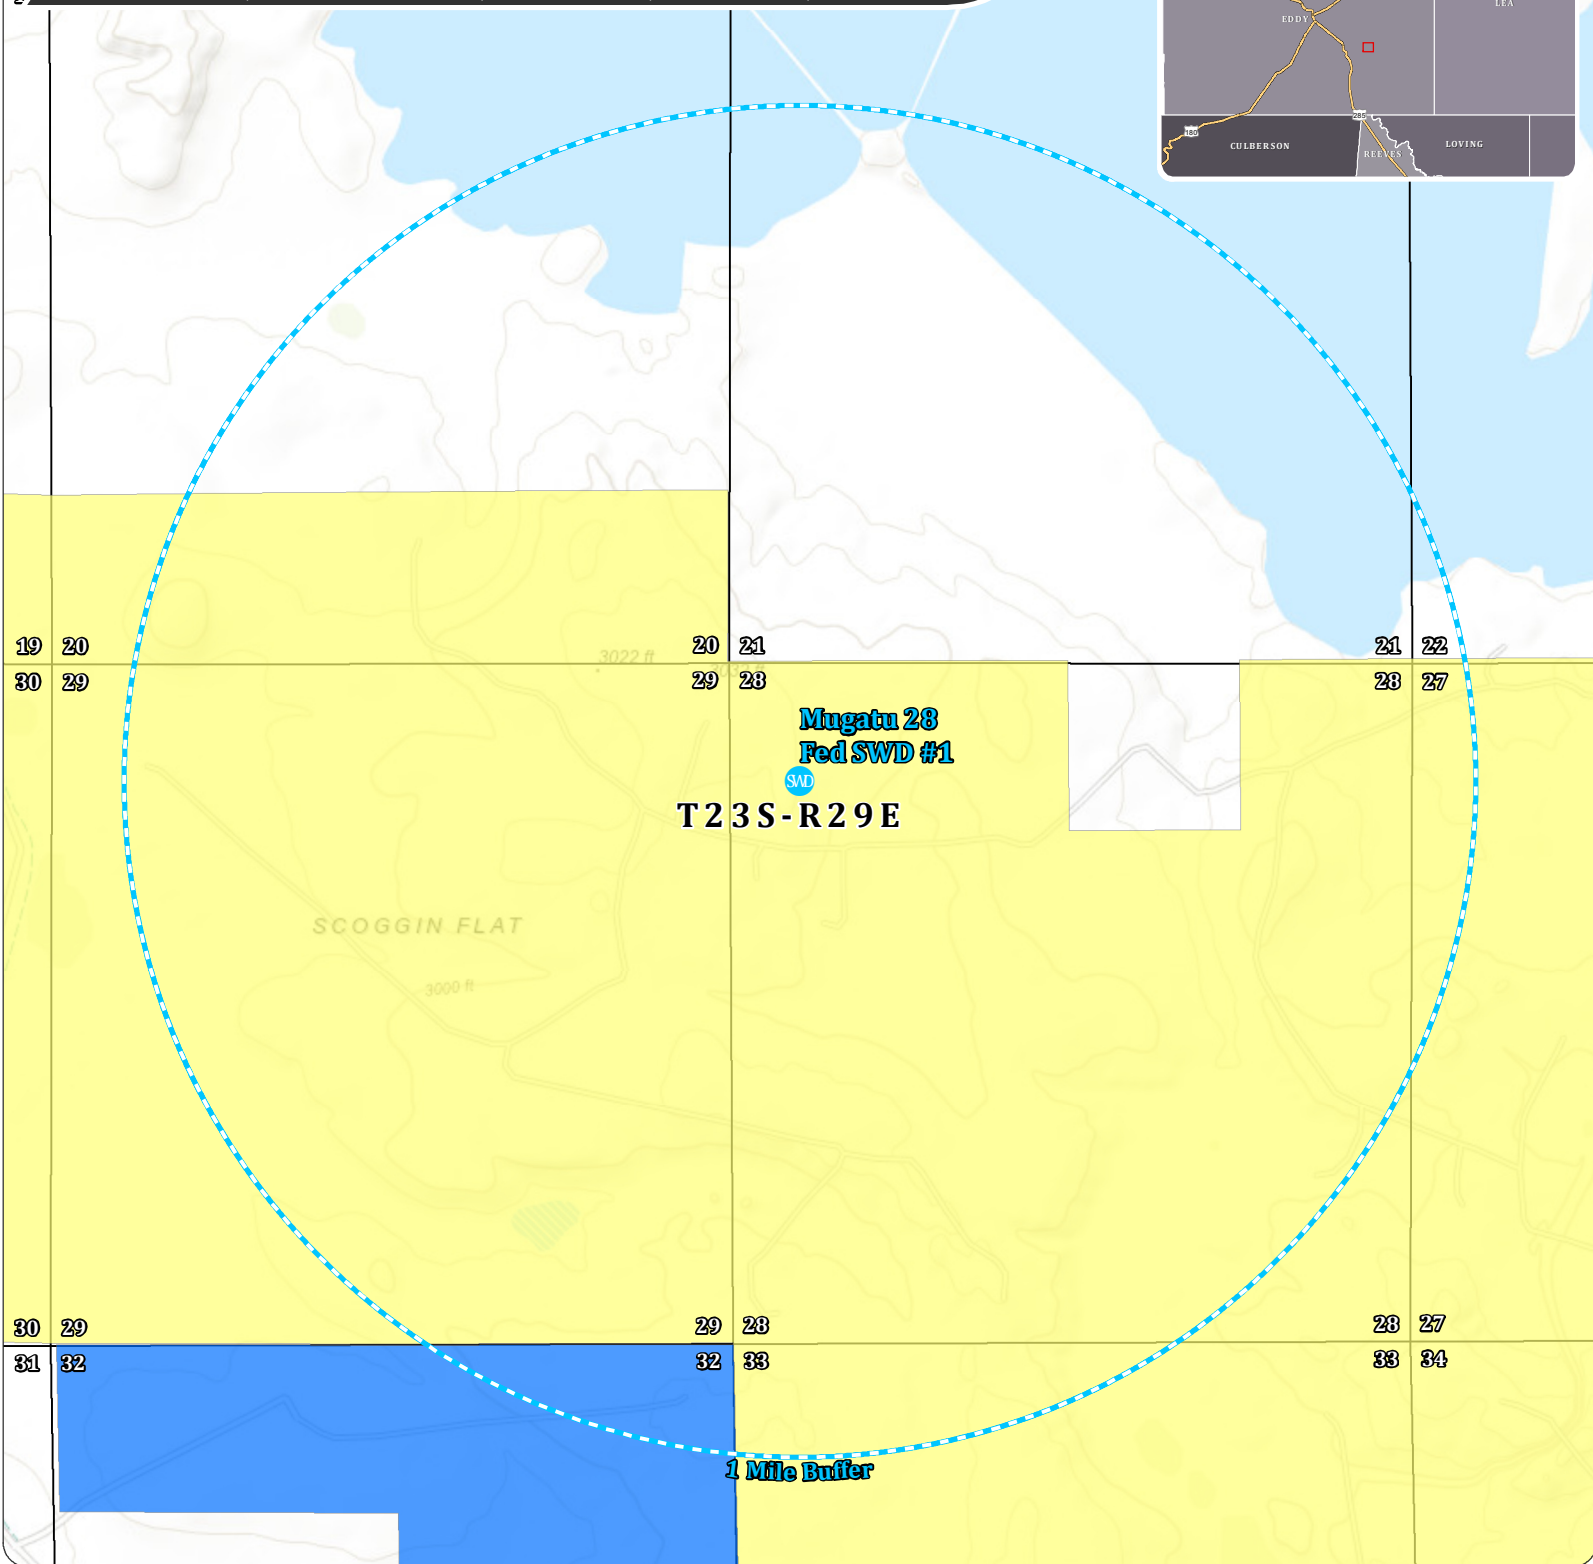 EDDY
LEA
285
180
CULBERSON
REEVES
LOVING
19 20
20 21
21 22
30 29
29 28
28 27
3022 ft
Mugatu 28
Fed SWD #1
SWD
T23S-R29E
SCOGGIN FLAT
3000 ft
30 29
29 28
28 27
31 32
32 33
33 34
1 Mile Buffer